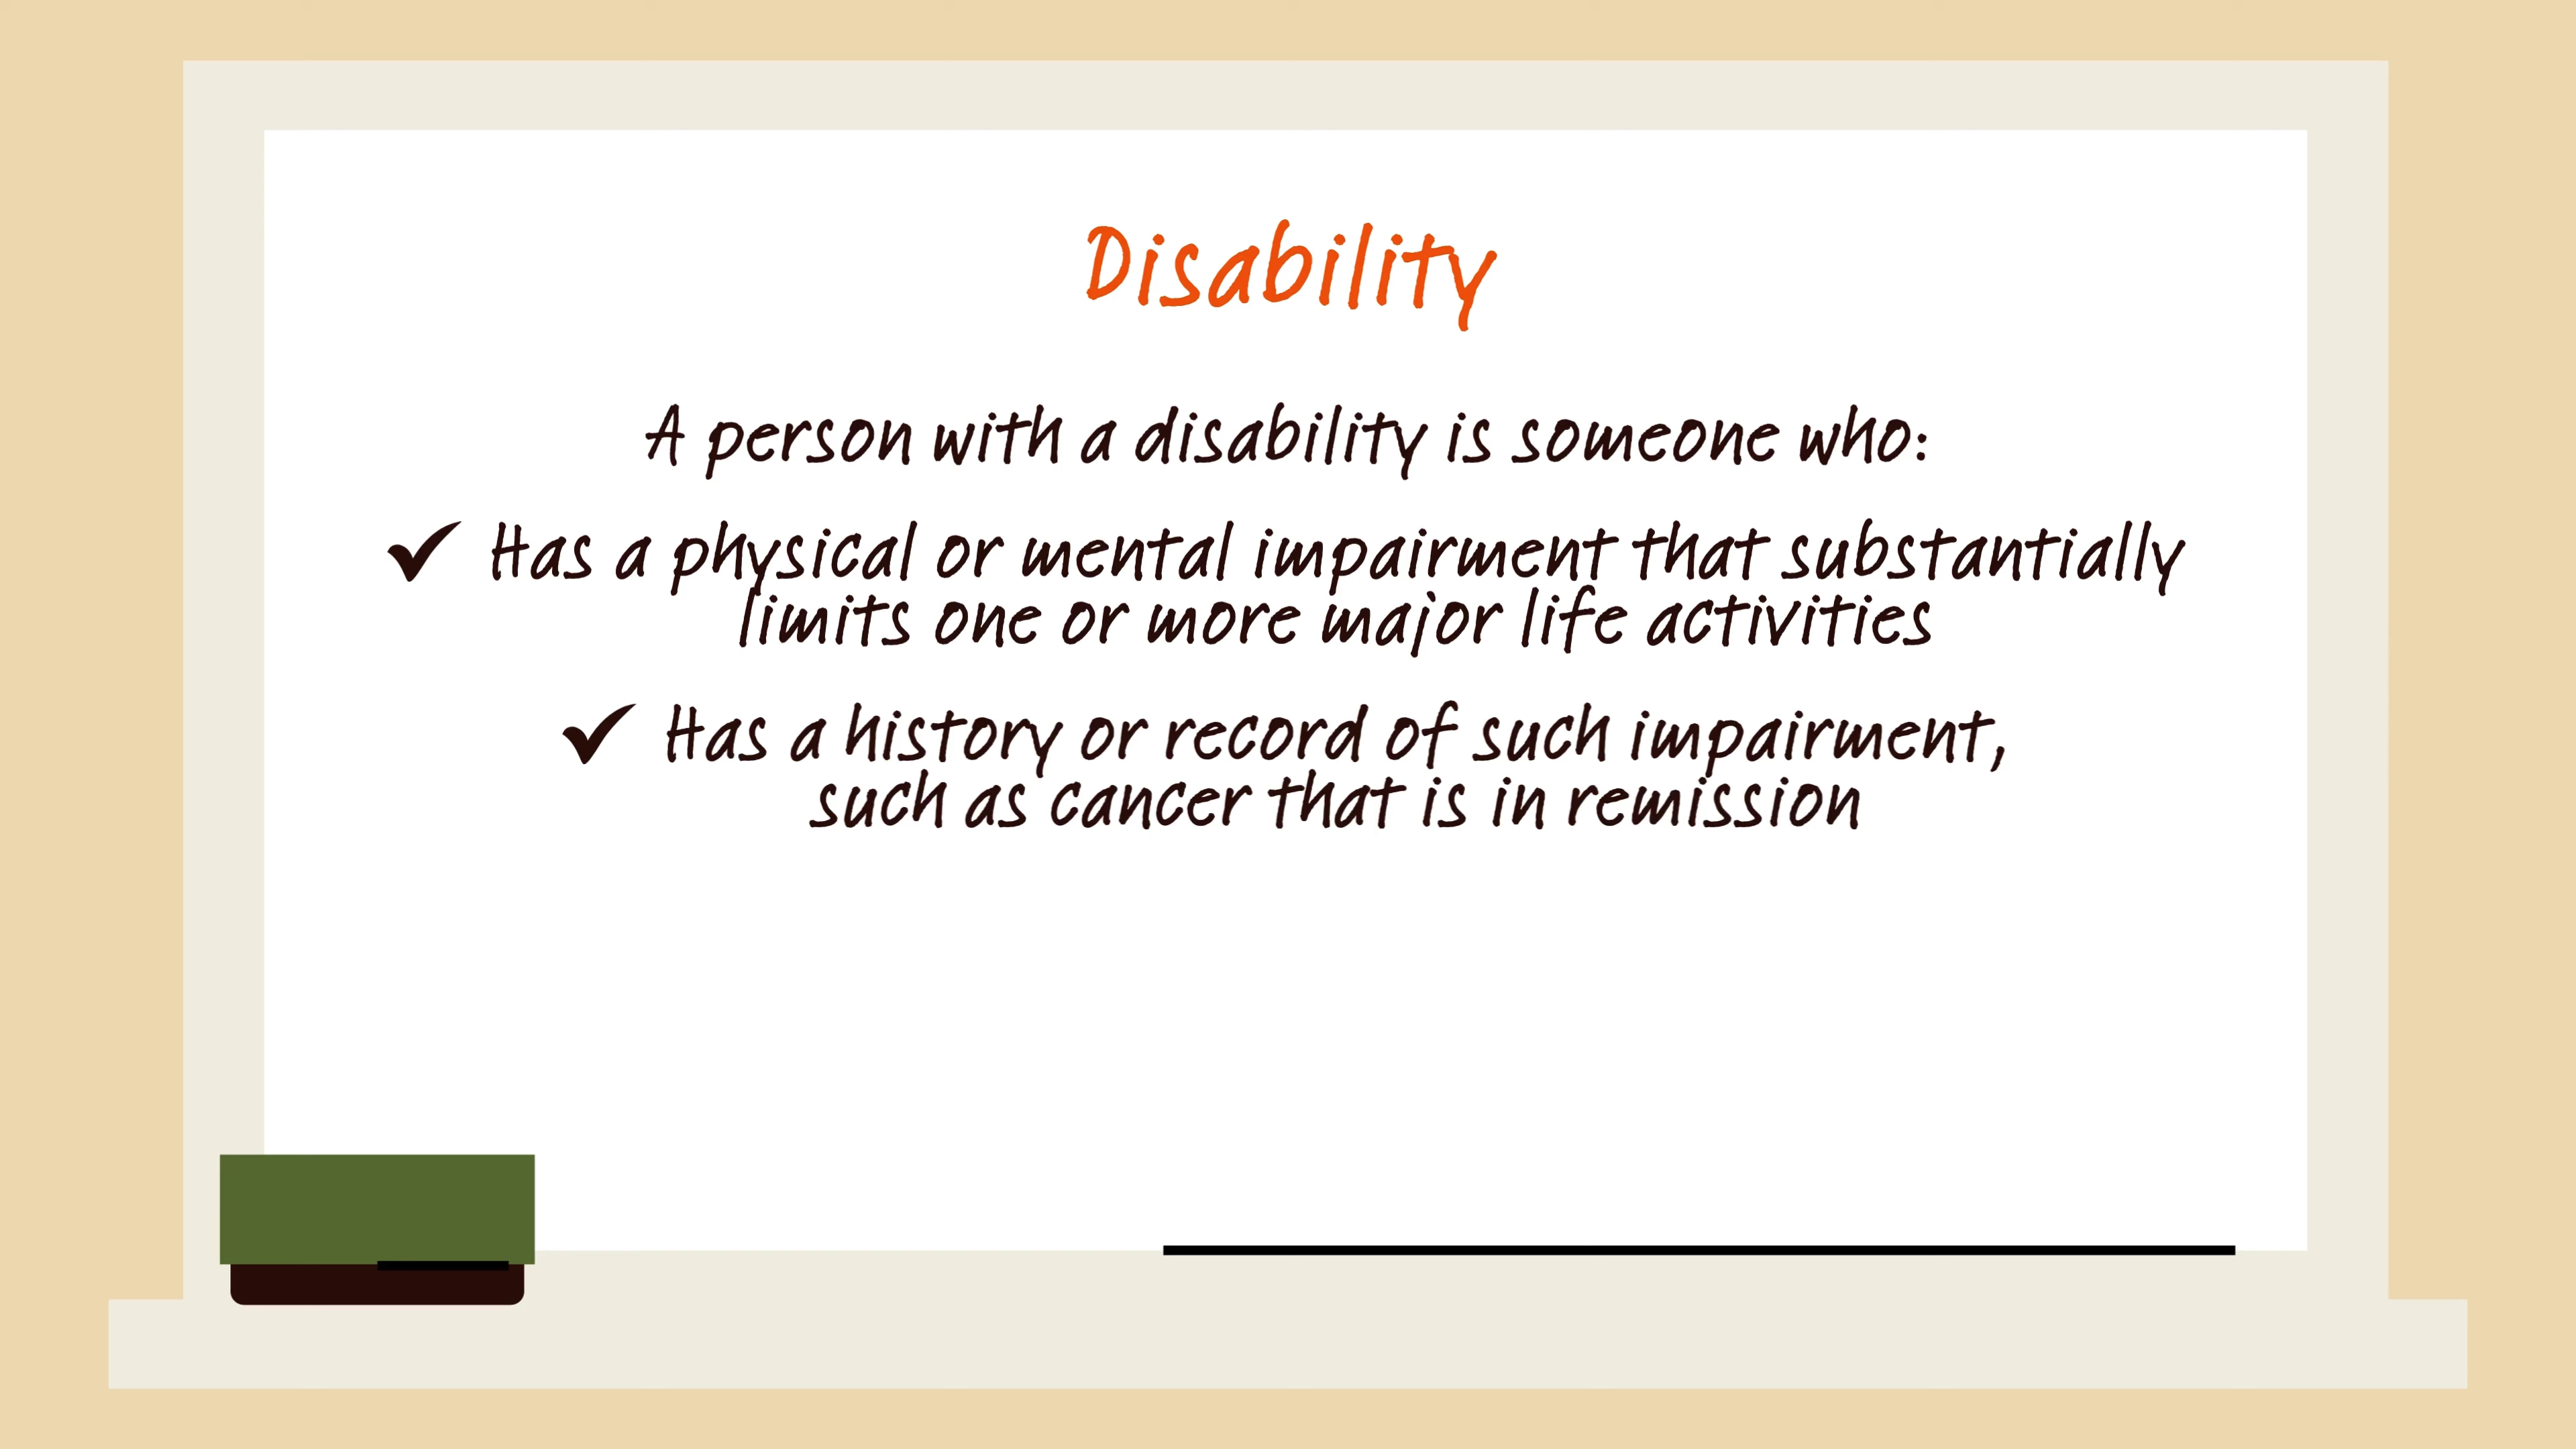 Disability
A person with a disability is someone who:
✓ Has a physical or mental impairment that substantially
limits one or more major life activities
✓ Has a history or record of such impairment,
such as cancer that is in remission